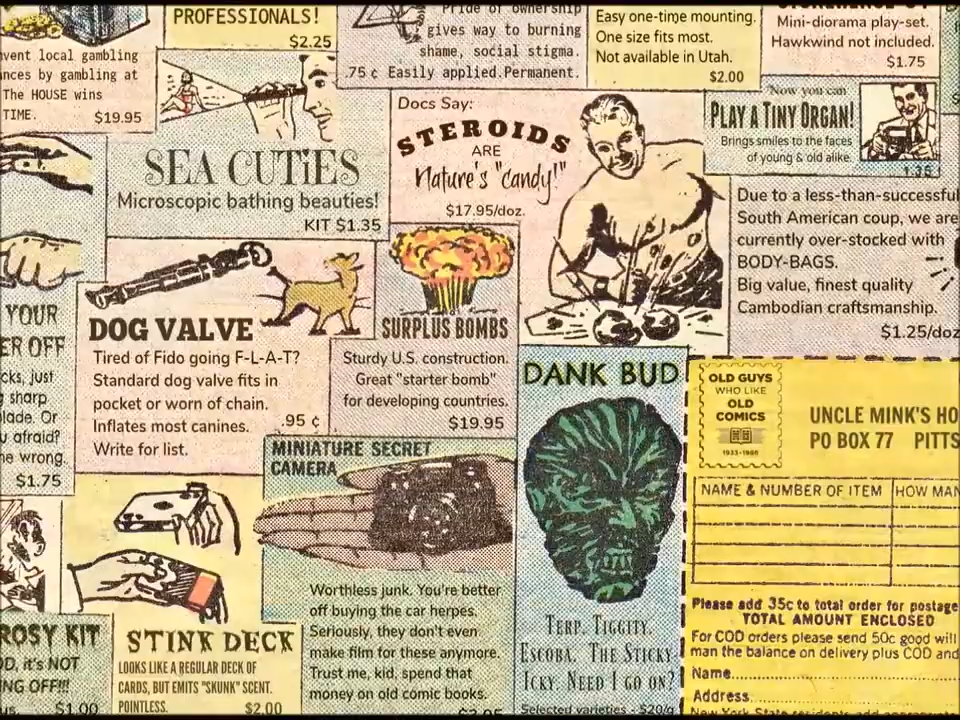 PROFESSIONALS!
$2.25
vent local gambling
nces by gambling at
The HOUSE wins
TIME.
$19.95
Pride of ownership
gives way to burning
shame, social stigma.
.75 ¢ Easily applied.Permanent.
Easy one-time mounting.
One size fits most.
Not available in Utah.
$2.00
Mini-diorama play-set.
Hawkwind not included.
$1.75
SEA CUTiES
Microscopic bathing beauties!
KIT $1.35
Docs Say:
STEROIDS
ARE
Nature's "candy!"
$17.95/doz.
Now you can
PLAY A TINY ORGAN!
Brings smiles to the faces
of young & old alike.
1.35
Due to a less-than-successful
South American coup, we are
currently over-stocked with
BODY-BAGS.
Big value, finest quality
Cambodian craftsmanship.
$1.25/doz
YOUR
ER OFF
cks, just
sharp
lade. Or
u afraid?
ne wrong.
$1.75
DOG VALVE
Tired of Fido going F-L-A-T?
Standard dog valve fits in
pocket or worn of chain.
Inflates most canines.
Write for list.
.95 ¢
SURPLUS BOMBS
Sturdy U.S. construction.
Great "starter bomb"
for developing countries.
$19.95
MINIATURE SECRET
CAMERA
Worthless junk. You're better
off buying the car herpes.
Seriously, they don't even
make film for these anymore.
Trust me, kid, spend that
money on old comic books.
DANK BUD
Terp. Tiggity.
Escoba. The Sticky
Icky. Need I go on?
Selected varieties - $20/g
OLD GUYS
WHO LIKE
OLD
COMICS
1933-1986
UNCLE MINK'S HO
PO BOX 77 PITTS
NAME & NUMBER OF ITEM
HOW MAN
Please add 35c to total order for postage
TOTAL AMOUNT ENCLOSED
For COD orders please send 50c good will
man the balance on delivery plus COD and
Name
Address
ROSY KIT
OD, it's NOT
NG OFF!!!
$1.00
STINK DECK
LOOKS LIKE A REGULAR DECK OF
CARDS, BUT EMITS "SKUNK" SCENT.
POINTLESS.
$2.00